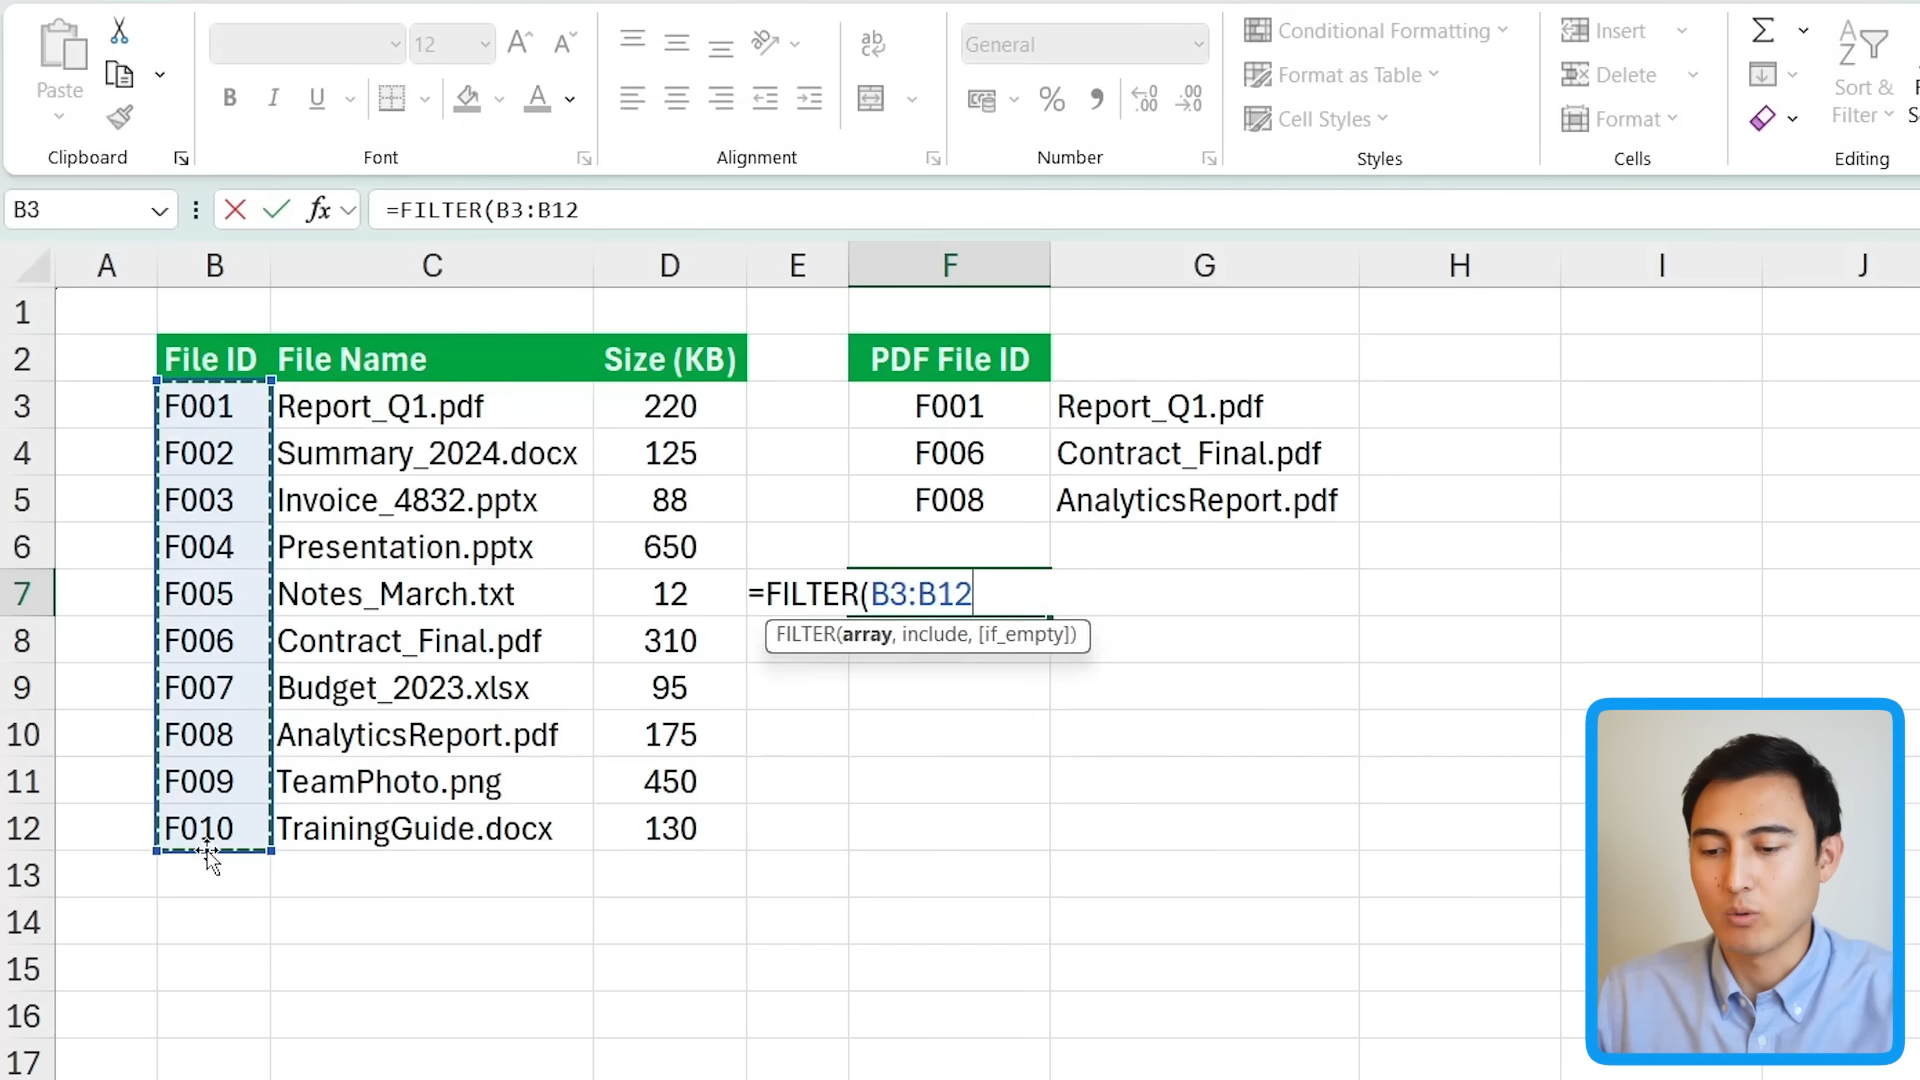 Paste
Clipboard
12
A^ A˅
B I U A
Font
ab
Alignment
General
% 9
.00
.00
Number
Conditional Formatting
Format as Table
Cell Styles
Styles
Insert
Delete
Format
Cells
Σ
A
Z
Sort &
Filter
Editing
B3
fx
=FILTER(B3:B12
A B C D E F G H I J
1
2 File ID File Name Size (KB) PDF File ID
3 F001 Report_Q1.pdf 220 F001 Report_Q1.pdf
4 F002 Summary_2024.docx 125 F006 Contract_Final.pdf
5 F003 Invoice_4832.pptx 88 F008 AnalyticsReport.pdf
6 F004 Presentation.pptx 650
7 F005 Notes_March.txt 12 =FILTER(B3:B12
FILTER(array, include, [if_empty])
8 F006 Contract_Final.pdf 310
9 F007 Budget_2023.xlsx 95
10 F008 AnalyticsReport.pdf 175
11 F009 TeamPhoto.png 450
12 F010 TrainingGuide.docx 130
13
14
15
16
17